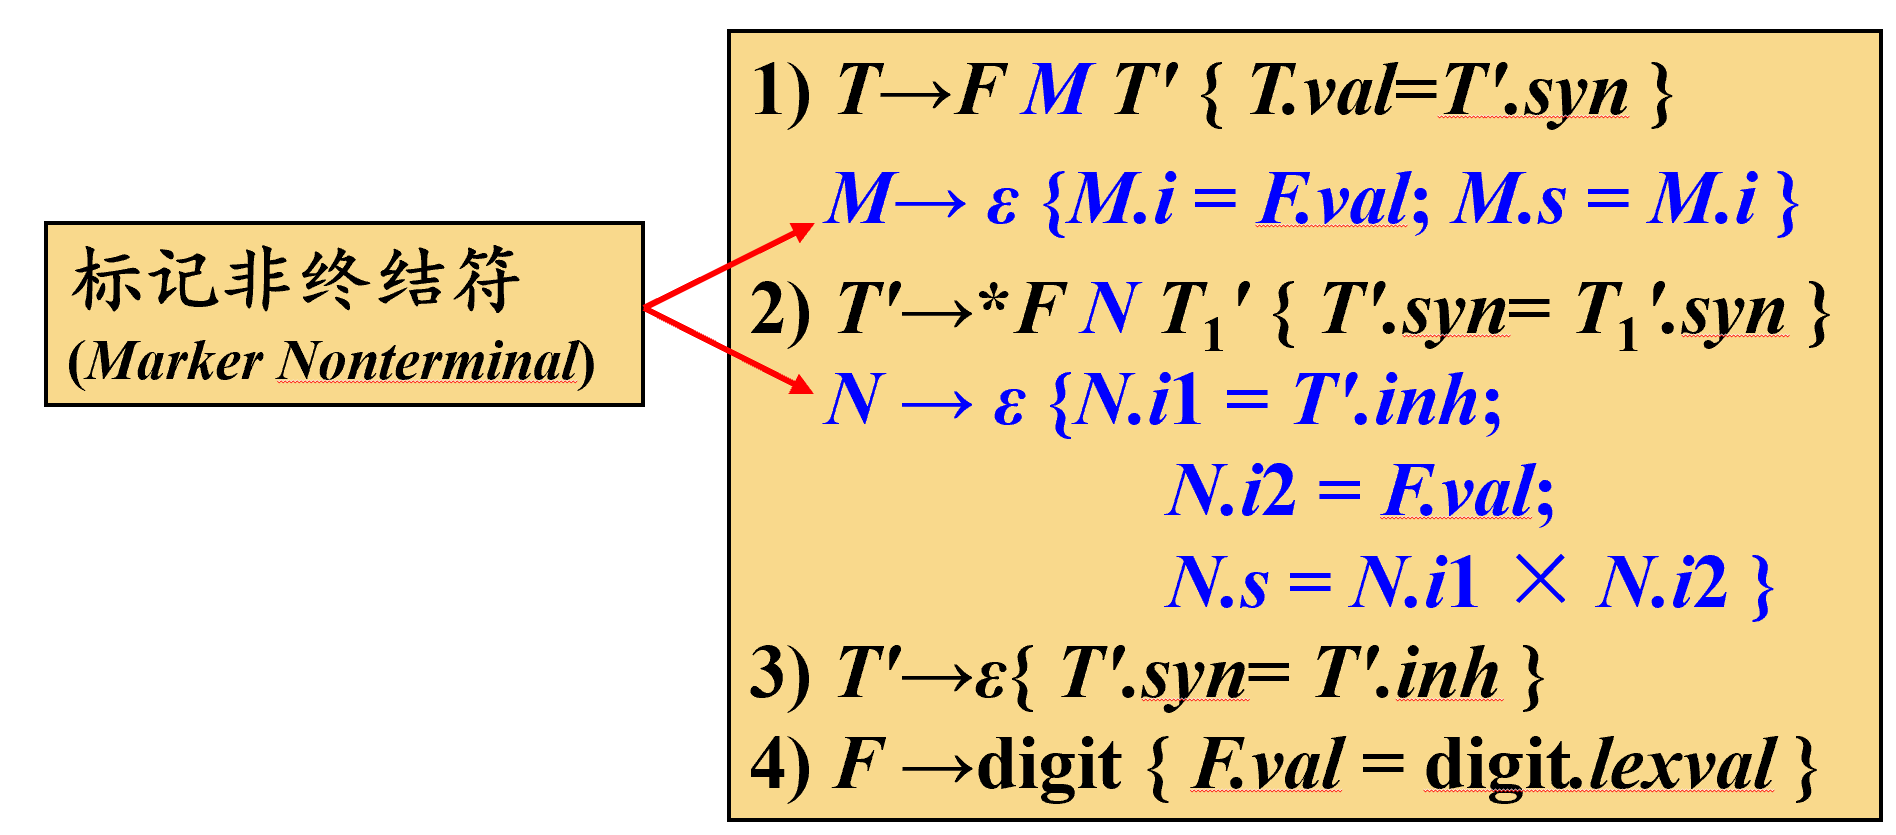 标记非终结符
(Marker Nonterminal)
1) T→F M T' { T.val=T'.syn }
M→ ε {M.i = F.val; M.s = M.i }
2) T'→*F N T₁' { T'.syn= T₁'.syn }
N → ε {N.i1 = T'.inh;
N.i2 = F.val;
N.s = N.i1 × N.i2 }
3) T'→ε{ T'.syn= T'.inh }
4) F →digit { F.val = digit.lexval }